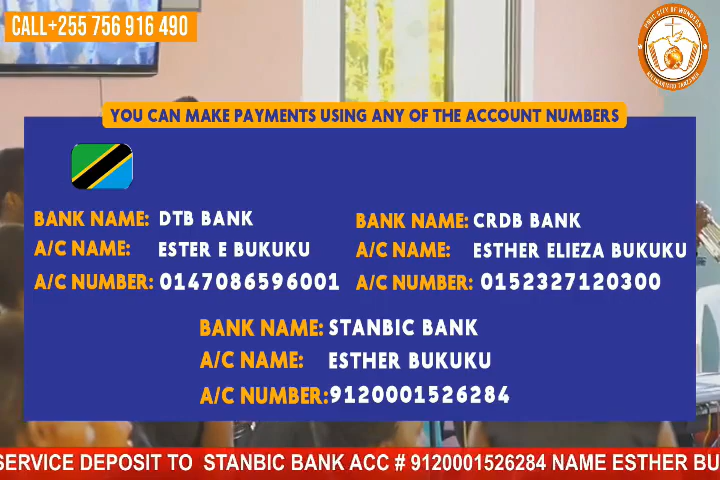 CALL+255 756 916 490
YOU CAN MAKE PAYMENTS USING ANY OF THE ACCOUNT NUMBERS
BANK NAME: DTB BANK
A/C NAME: ESTER E BUKUKU
A/C NUMBER: 0147086596001
BANK NAME: CRDB BANK
A/C NAME: ESTHER ELIEZA BUKUKU
A/C NUMBER: 0152327120300
BANK NAME: STANBIC BANK
A/C NAME: ESTHER BUKUKU
A/C NUMBER:9120001526284
SERVICE DEPOSIT TO STANBIC BANK ACC # 9120001526284 NAME ESTHER BU